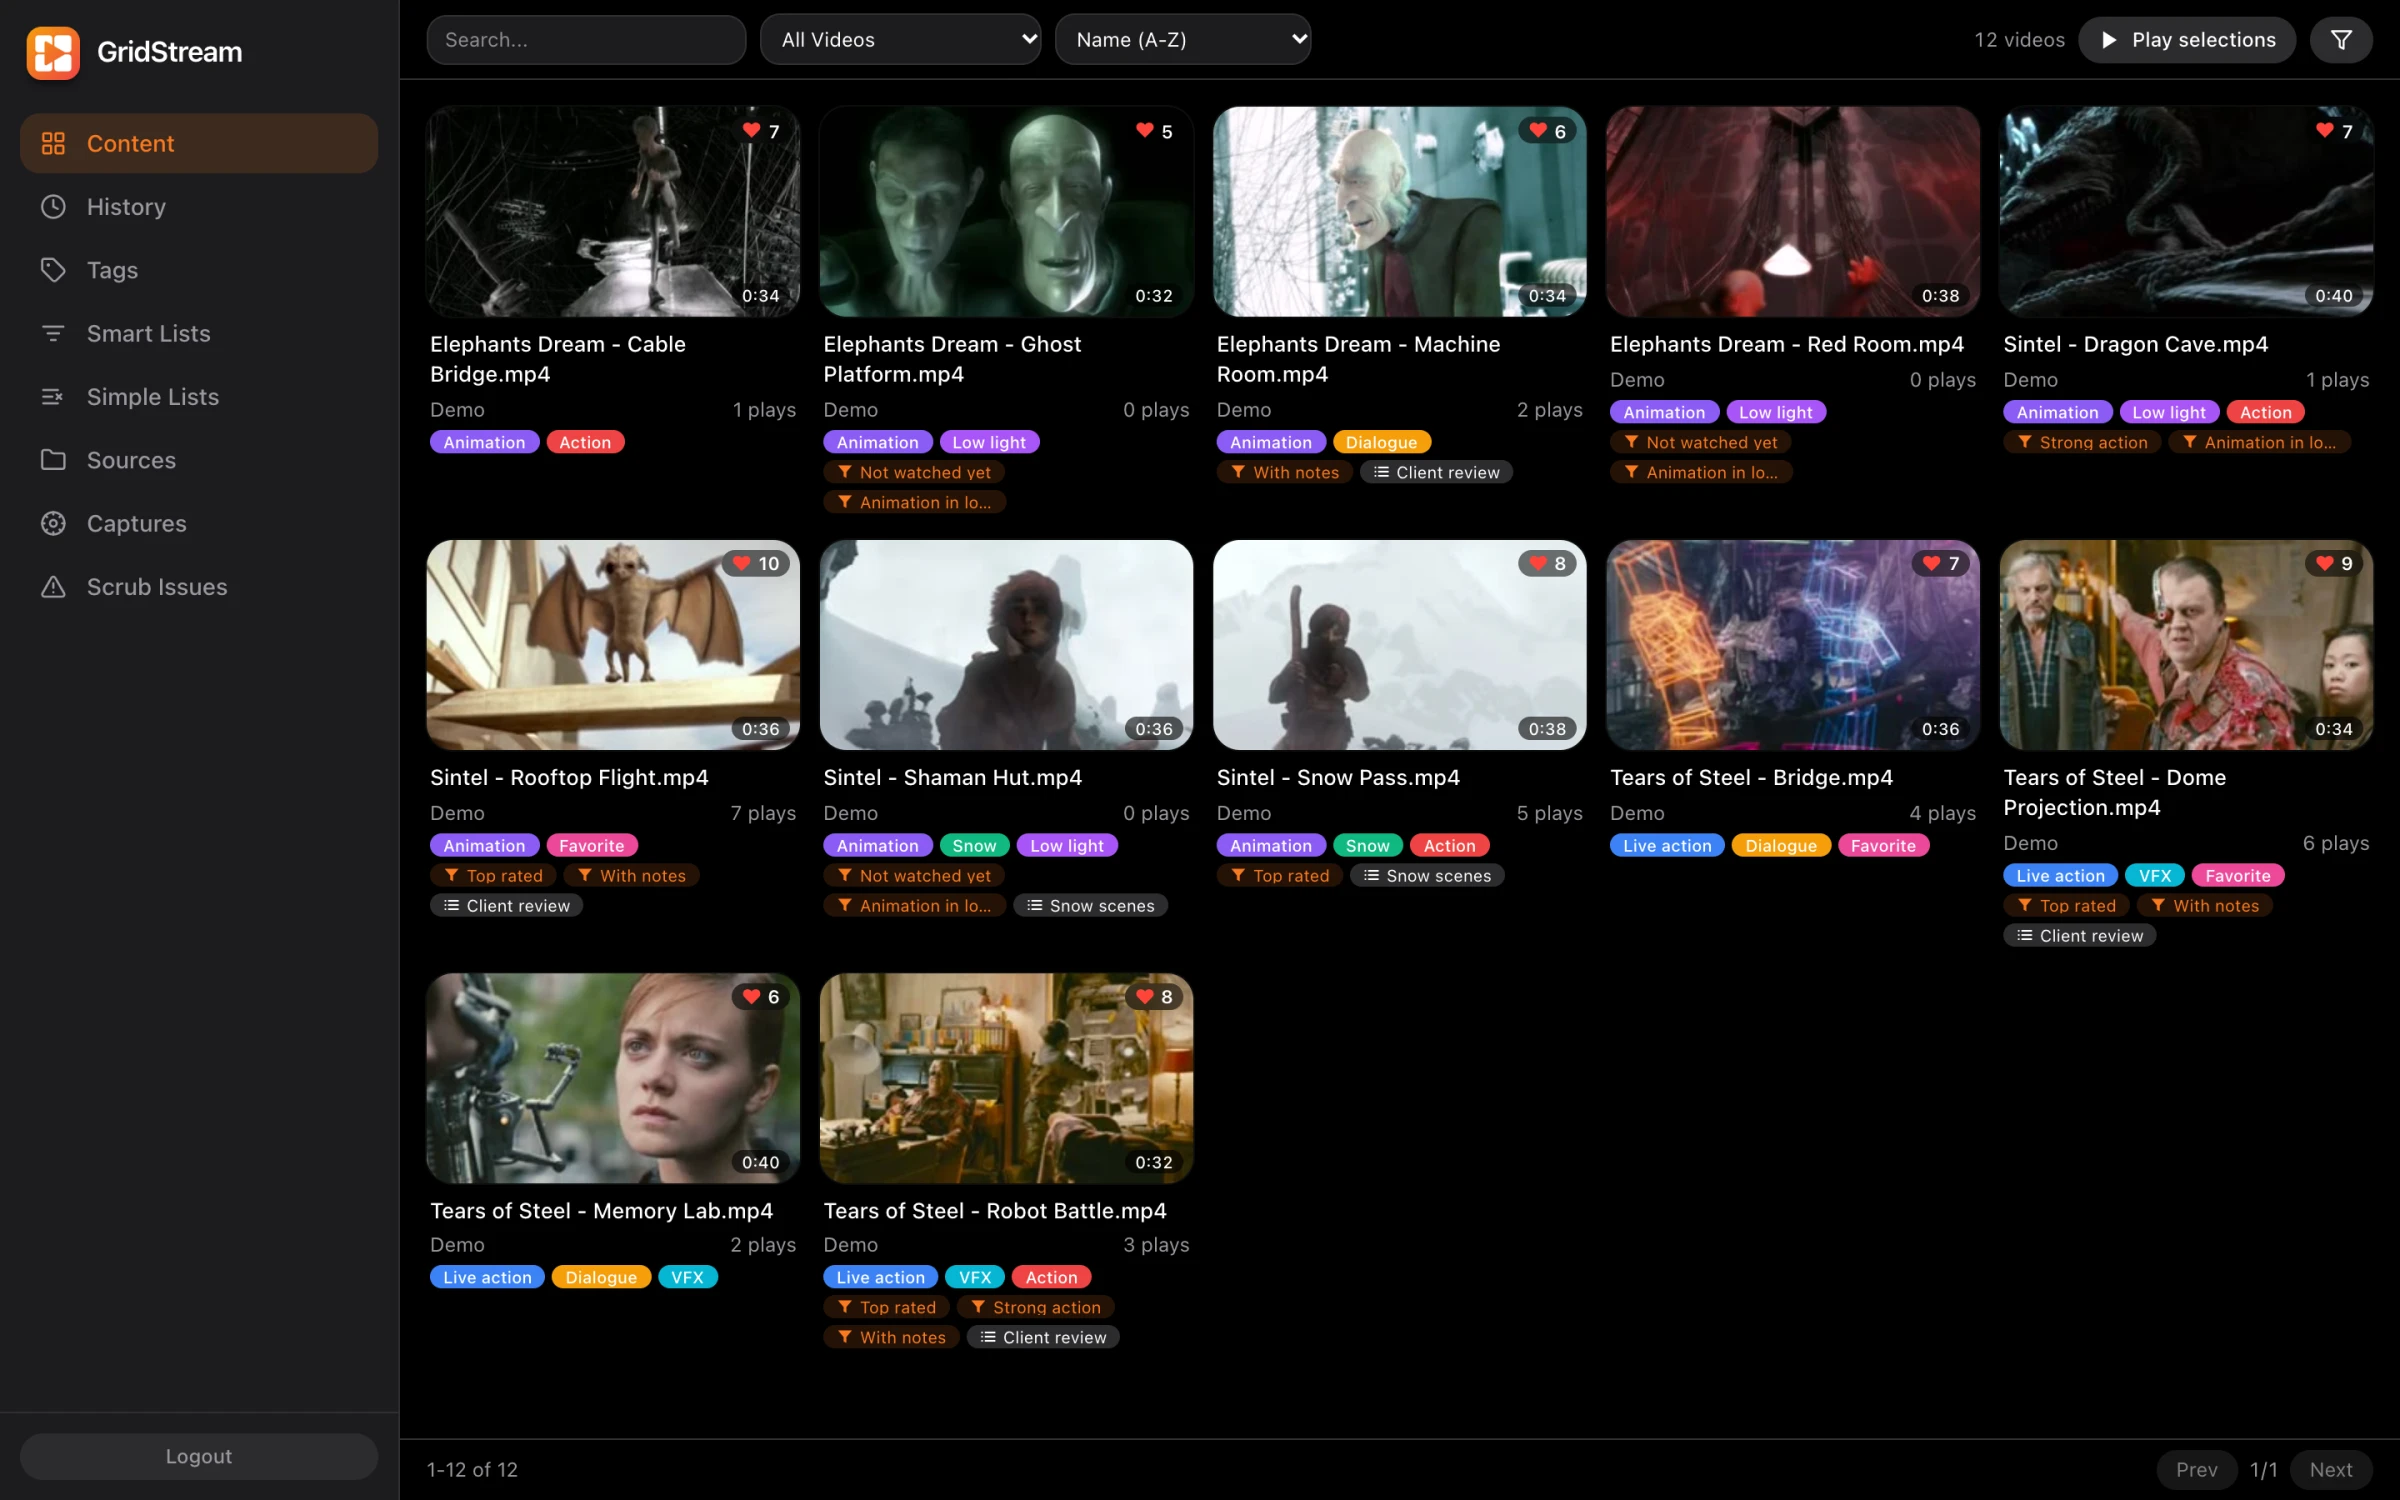 GridStream
Content
History
Tags
Smart Lists
Simple Lists
Sources
Captures
Scrub Issues
Logout
Search...
All Videos
Name (A-Z)
12 videos
Play selections
7
0:34
Elephants Dream - Cable
Bridge.mp4
Demo
1 plays
Animation
Action
5
0:32
Elephants Dream - Ghost
Platform.mp4
Demo
0 plays
Animation
Low light
Not watched yet
Animation in lo...
6
0:34
Elephants Dream - Machine
Room.mp4
Demo
2 plays
Animation
Dialogue
With notes
Client review
0:38
Elephants Dream - Red Room.mp4
Demo
0 plays
Animation
Low light
Not watched yet
Animation in lo...
7
0:40
Sintel - Dragon Cave.mp4
Demo
1 plays
Animation
Low light
Action
Strong action
Animation in lo...
10
0:36
Sintel - Rooftop Flight.mp4
Demo
7 plays
Animation
Favorite
Top rated
With notes
Client review
0:36
Sintel - Shaman Hut.mp4
Demo
0 plays
Animation
Snow
Low light
Not watched yet
Animation in lo...
Snow scenes
8
0:38
Sintel - Snow Pass.mp4
Demo
5 plays
Animation
Snow
Action
Top rated
Snow scenes
7
0:36
Tears of Steel - Bridge.mp4
Demo
4 plays
Live action
Dialogue
Favorite
9
0:34
Tears of Steel - Dome
Projection.mp4
Demo
6 plays
Live action
VFX
Favorite
Top rated
With notes
Client review
6
0:40
Tears of Steel - Memory Lab.mp4
Demo
2 plays
Live action
Dialogue
VFX
8
0:32
Tears of Steel - Robot Battle.mp4
Demo
3 plays
Live action
VFX
Action
Top rated
Strong action
With notes
Client review
1-12 of 12
Prev
1/1
Next